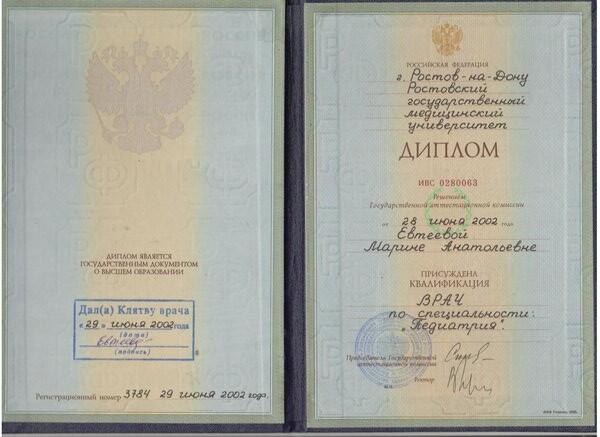 ДИПЛОМ ЯВЛЯЕТСЯ
ГОСУДАРСТВЕННЫМ ДОКУМЕНТОМ
О ВЫСШЕМ ОБРАЗОВАНИИ
Дал(а) Клятву врача
« 29 » июня 2002 года
(дата)
(подпись)
Регистрационный номер 3784 29 июня 2002 года.
РОССИЙСКАЯ ФЕДЕРАЦИЯ
г. Ростов-на-Дону
Ростовский
государственный
медицинский
университет
ДИПЛОМ
ИВС 0280063
Решением
Государственной аттестационной комиссии
от 28 июня 2002 года
Евтеевой
Марине Анатольевне
ПРИСУЖДЕНА
КВАЛИФИКАЦИЯ
ВРАЧ
по специальности:
„Педиатрия".
Председатель Государственной
аттестационной комиссии
Ректор
М.П.